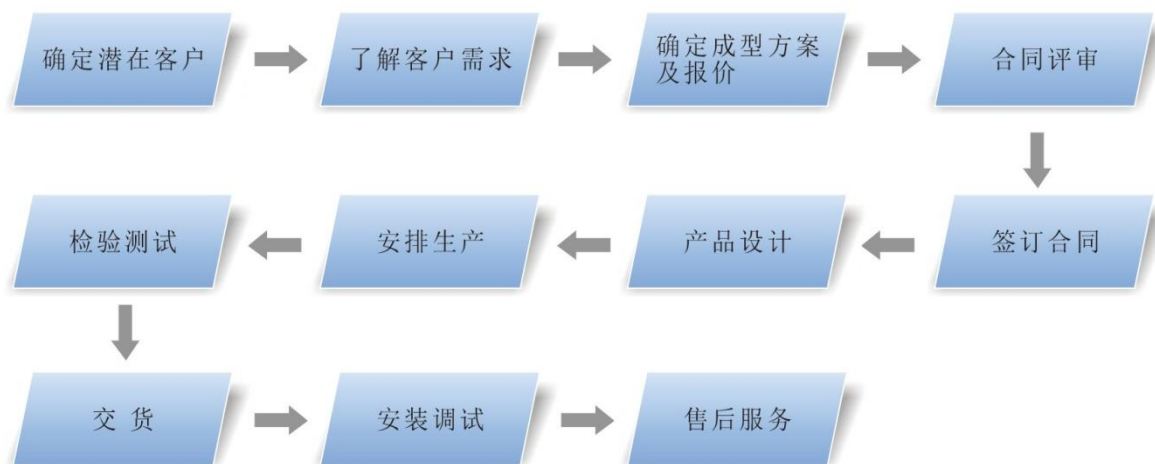 确定潜在客户
了解客户需求
确定成型方案
及报价
合同评审
签订合同
产品设计
安排生产
检验测试
交 货
安装调试
售后服务